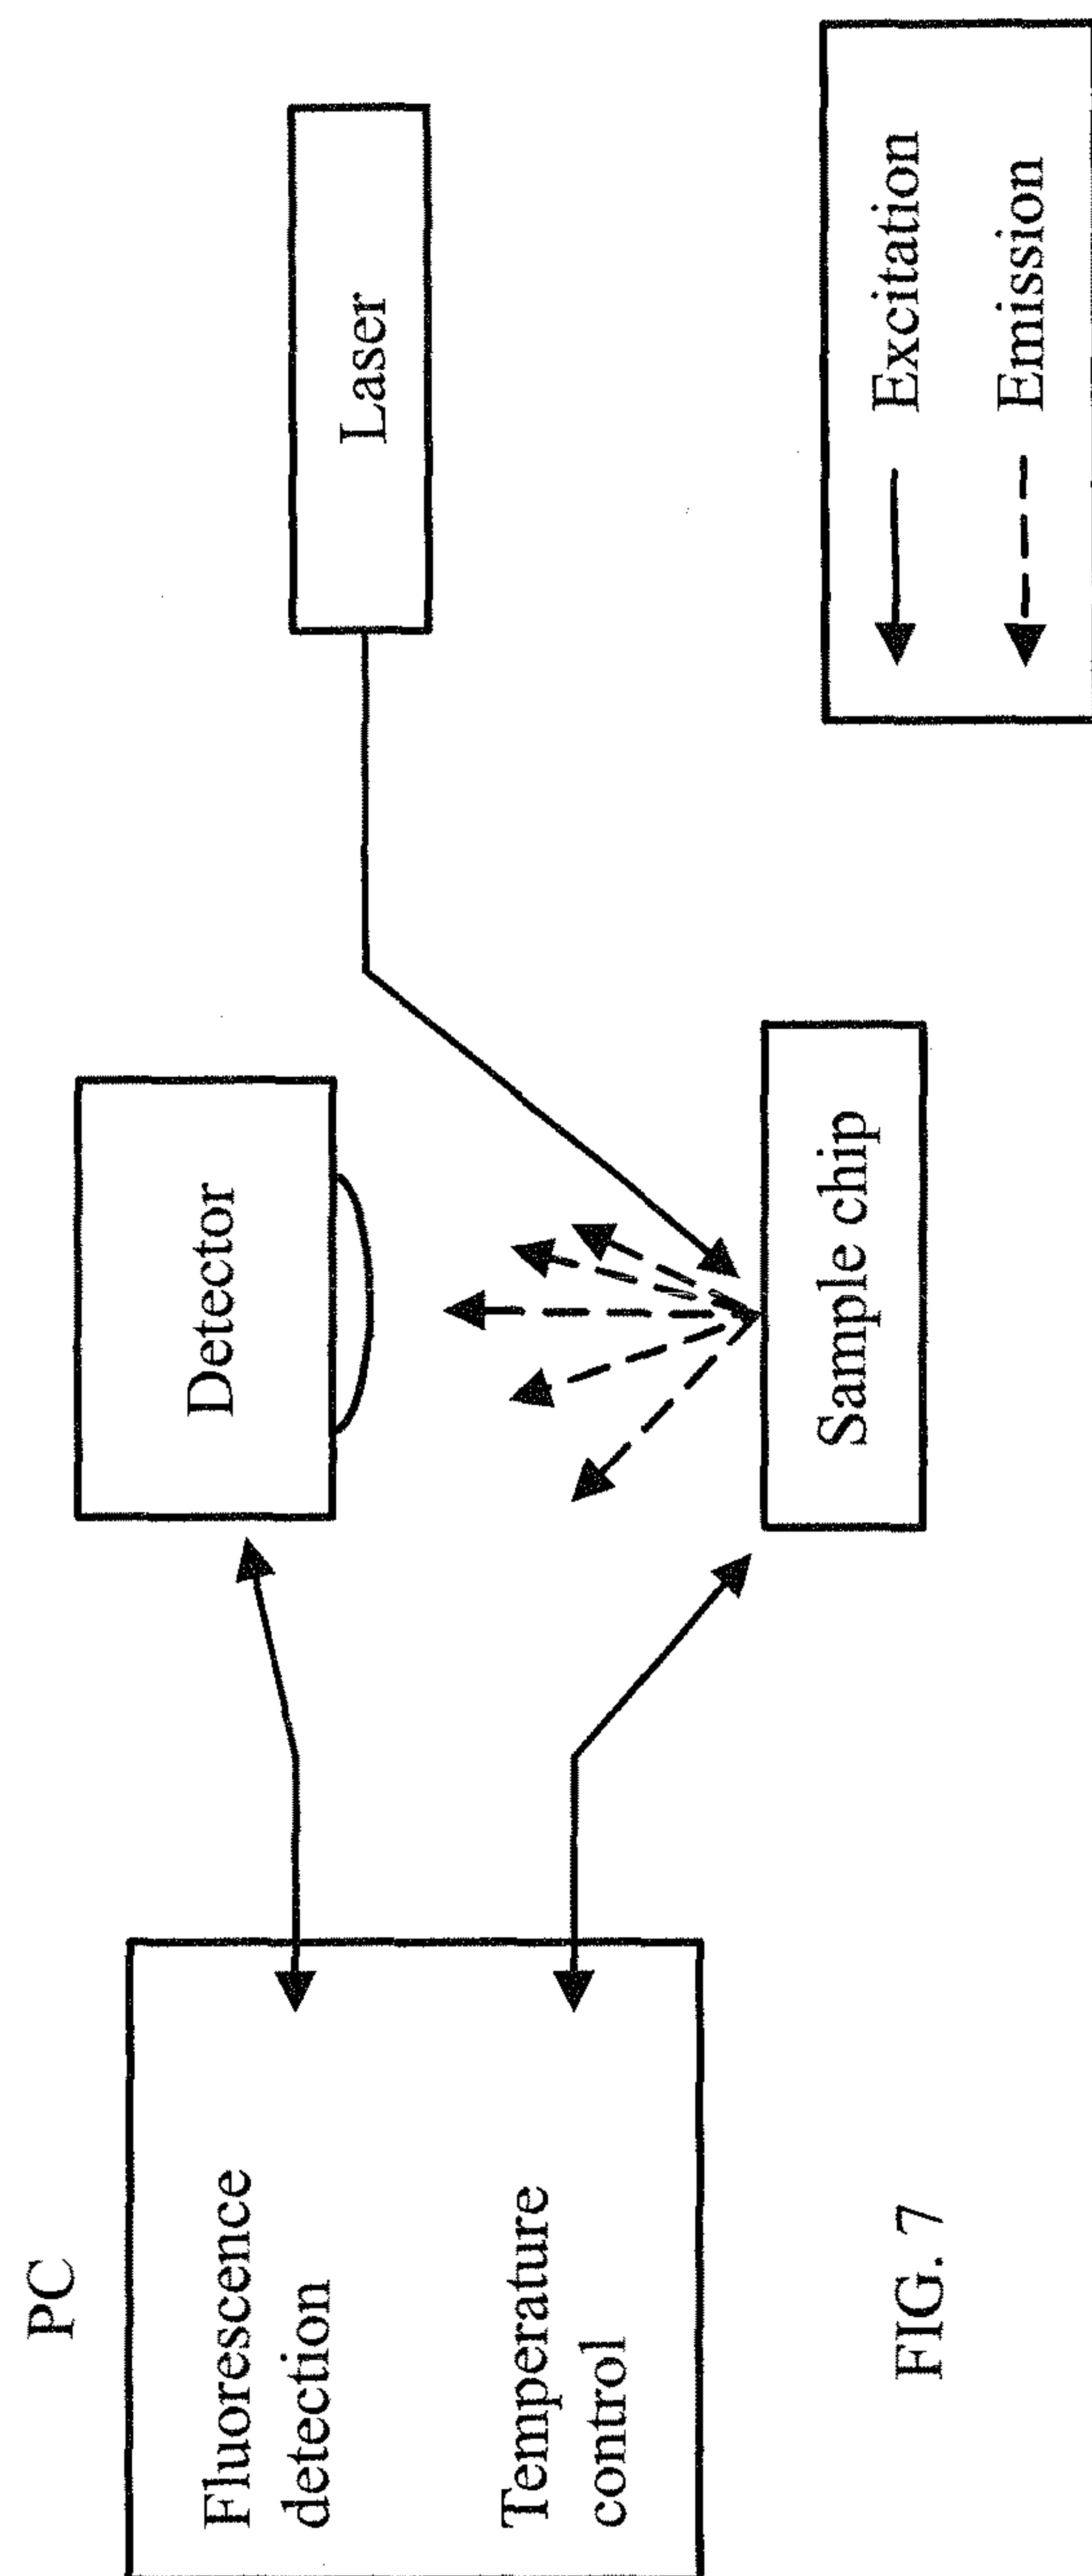 PC
Fluorescence
detection
Temperature
control
Detector
Sample chip
Laser
Excitation
Emission
FIG. 7